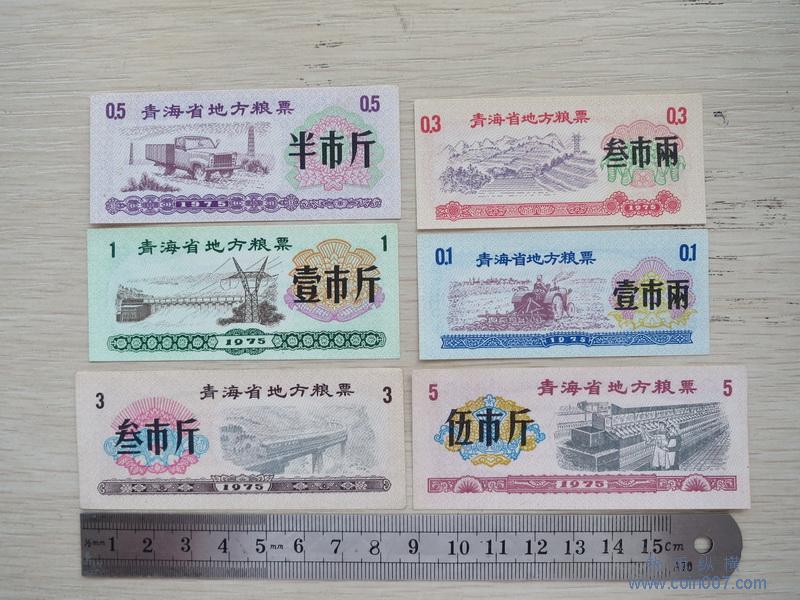 0.5 青海省地方粮票 0.5
半市斤
1975
0.3 青海省地方粮票 0.3
叁市兩
1975
1 青海省地方粮票 1
壹市斤
1975
0.1 青海省地方粮票 0.1
壹市兩
1975
3 青海省地方粮票 3
叁市斤
1975
5 青海省地方粮票 5
伍市斤
1975
1 2 3 4 5 mm 6 7 8 9 10 11 12 13 14 15 cm
www.coin007.com